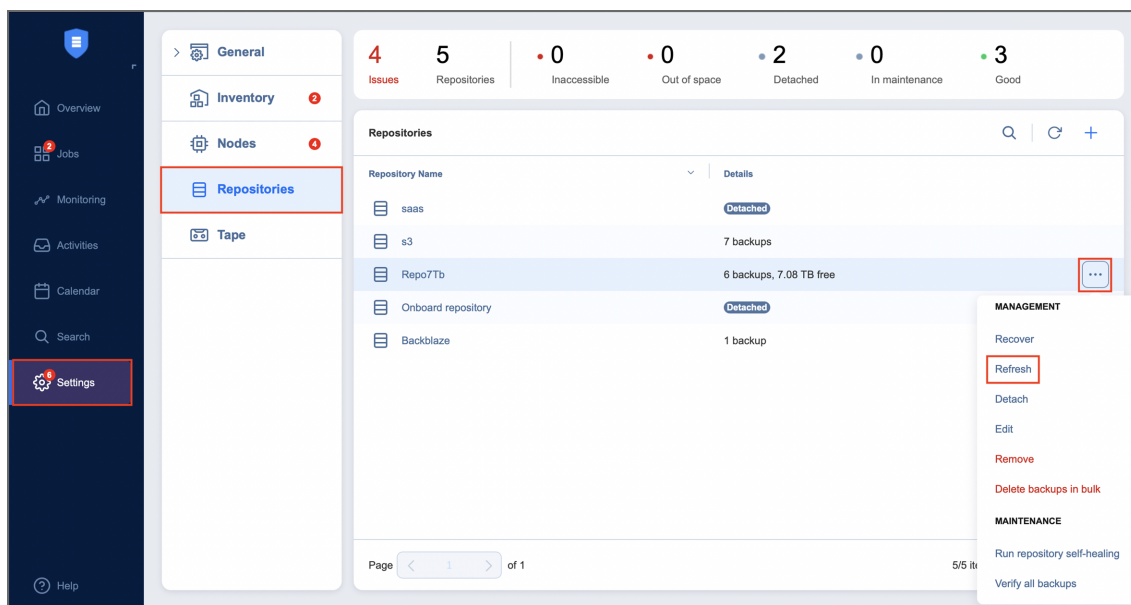 Overview
2
Jobs
Monitoring
Activities
Calendar
Search
6
Settings
Help
General
Inventory 2
Nodes 4
Repositories
Tape
4 5 0 0 2 0 3
Issues Repositories Inaccessible Out of space Detached In maintenance Good
Repositories
Repository Name Details
saas Detached
s3 7 backups
Repo7Tb 6 backups, 7.08 TB free
Onboard repository Detached
Backblaze 1 backup
MANAGEMENT
Recover
Refresh
Detach
Edit
Remove
Delete backups in bulk
MAINTENANCE
Run repository self-healing
Verify all backups
Page 1 of 1 5/5